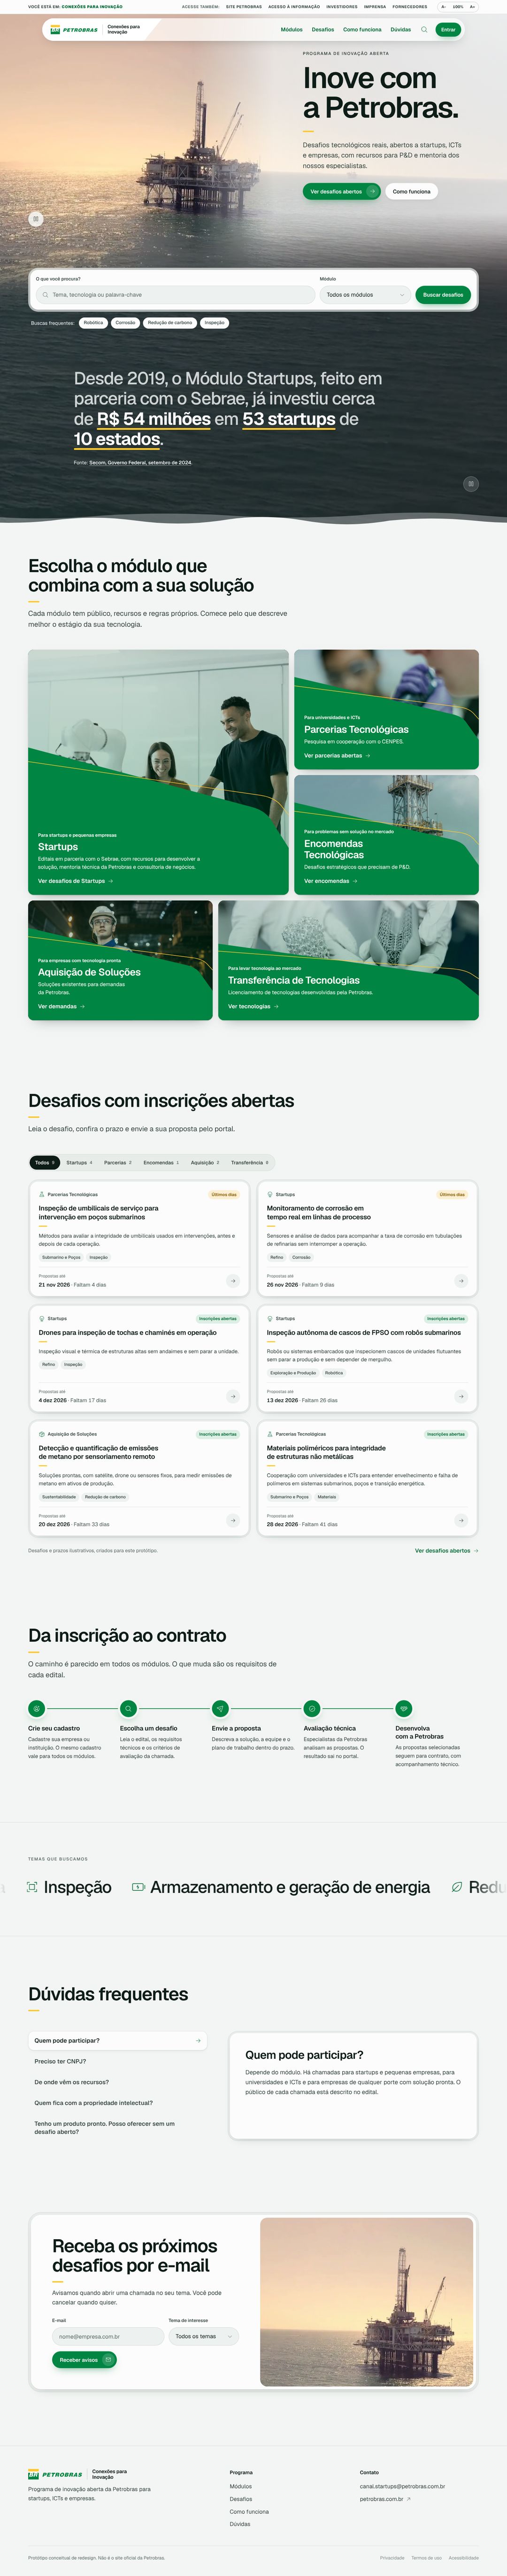 VOCÊ ESTÁ EM: CONEXÕES PARA INOVAÇÃO
ACESSE TAMBÉM: SITE PETROBRAS ACESSO À INFORMAÇÃO INVESTIDORES IMPRENSA FORNECEDORES A- 100% A+
BR PETROBRAS Conexões para Inovação
Módulos Desafios Como funciona Dúvidas Entrar
PROGRAMA DE INOVAÇÃO ABERTA
Inove com
a Petrobras.
Desafios tecnológicos reais, abertos a startups, ICTs
e empresas, com recursos para P&D e mentoria dos
nossos especialistas.
Ver desafios abertos Como funciona
O que você procura? Módulo
Tema, tecnologia ou palavra-chave Todos os módulos Buscar desafios
Buscas frequentes: Robótica Corrosão Redução de carbono Inspeção
Desde 2019, o Módulo Startups, feito em
parceria com o Sebrae, já investiu cerca
de R$ 54 milhões em 53 startups de
10 estados.
Fonte: Secom, Governo Federal, setembro de 2024.
Escolha o módulo que
combina com a sua solução
Cada módulo tem público, recursos e regras próprios. Comece pelo que descreve
melhor o estágio da sua tecnologia.
Para startups e pequenas empresas
Startups
Editais em parceria com o Sebrae, com recursos para desenvolver a
solução, mentoria técnica da Petrobras e consultoria de negócios.
Ver desafios de Startups
Para universidades e ICTs
Parcerias Tecnológicas
Pesquisa em cooperação com o CENPES.
Ver parcerias abertas
Para problemas sem solução no mercado
Encomendas
Tecnológicas
Desafios estratégicos que precisam de P&D.
Ver encomendas
Para empresas com tecnologia pronta
Aquisição de Soluções
Soluções existentes para demandas
da Petrobras.
Ver demandas
Para levar tecnologia ao mercado
Transferência de Tecnologias
Licenciamento de tecnologias desenvolvidas pela Petrobras.
Ver tecnologias
Desafios com inscrições abertas
Leia o desafio, confira o prazo e envie a sua proposta pelo portal.
Todos 9 Startups 4 Parcerias 2 Encomendas 1 Aquisição 2 Transferência 0
Parcerias Tecnológicas Últimos dias
Inspeção de umbilicais de serviço para
intervenção em poços submarinos
Métodos para avaliar a integridade de umbilicais usados em intervenções, antes e
depois de cada operação.
Submarino e Poços Inspeção
Propostas até
21 nov 2026 · Faltam 4 dias
Startups Últimos dias
Monitoramento de corrosão em
tempo real em linhas de processo
Sensores e análise de dados para acompanhar a taxa de corrosão em tubulações
de refinarias sem interromper a operação.
Refino Corrosão
Propostas até
26 nov 2026 · Faltam 9 dias
Startups Inscrições abertas
Drones para inspeção de tochas e chaminés em operação
Inspeção visual e térmica de estruturas altas sem andaimes e sem parar a unidade.
Refino Inspeção
Propostas até
4 dez 2026 · Faltam 17 dias
Startups Inscrições abertas
Inspeção autônoma de cascos de FPSO com robôs submarinos
Robôs ou sistemas embarcados que inspecionem cascos de unidades flutuantes
sem parar a produção e sem depender de mergulho.
Exploração e Produção Robótica
Propostas até
13 dez 2026 · Faltam 26 dias
Aquisição de Soluções Inscrições abertas
Detecção e quantificação de emissões
de metano por sensoriamento remoto
Soluções prontas, com satélite, drone ou sensores fixos, para medir emissões de
metano em ativos de produção.
Sustentabilidade Redução de carbono
Propostas até
20 dez 2026 · Faltam 33 dias
Parcerias Tecnológicas Inscrições abertas
Materiais poliméricos para integridade
de estruturas não metálicas
Cooperação com universidades e ICTs para entender envelhecimento e falha de
polímeros em sistemas submarinos, poços e transição energética.
Submarino e Poços Materiais
Propostas até
28 dez 2026 · Faltam 41 dias
Desafios e prazos ilustrativos, criados para este protótipo. Ver desafios abertos
Da inscrição ao contrato
O caminho é parecido em todos os módulos. O que muda são os requisitos de
cada edital.
Crie seu cadastro
Cadastre sua empresa ou
instituição. O mesmo cadastro
vale para todos os módulos.
Escolha um desafio
Leia o edital, os requisitos
técnicos e os critérios de
avaliação da chamada.
Envie a proposta
Descreva a solução, a equipe e o
plano de trabalho dentro do prazo.
Avaliação técnica
Especialistas da Petrobras
analisam as propostas. O
resultado sai no portal.
Desenvolva
com a Petrobras
As propostas selecionadas
seguem para contrato, com
acompanhamento técnico.
TEMAS QUE BUSCAMOS
Inspeção Armazenamento e geração de energia Redu
Dúvidas frequentes
Quem pode participar?
Preciso ter CNPJ?
De onde vêm os recursos?
Quem fica com a propriedade intelectual?
Tenho um produto pronto. Posso oferecer sem um
desafio aberto?
Quem pode participar?
Depende do módulo. Há chamadas para startups e pequenas empresas, para
universidades e ICTs e para empresas de qualquer porte com solução pronta. O
público de cada chamada está descrito no edital.
Receba os próximos
desafios por e-mail
Avisamos quando abrir uma chamada no seu tema. Você pode
cancelar quando quiser.
E-mail Tema de interesse
nome@empresa.com.br Todos os temas
Receber avisos
BR PETROBRAS Conexões para Inovação
Programa de inovação aberta da Petrobras para
startups, ICTs e empresas.
Programa
Módulos
Desafios
Como funciona
Dúvidas
Contato
canal.startups@petrobras.com.br
petrobras.com.br
Protótipo conceitual de redesign. Não é o site oficial da Petrobras.
Privacidade Termos de uso Acessibilidade